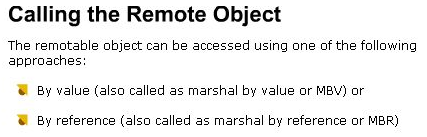 Calling the Remote Object
The remotable object can be accessed using one of the following
approaches:
By value (also called as marshal by value or MBV) or
By reference (also called as marshal by reference or MBR)